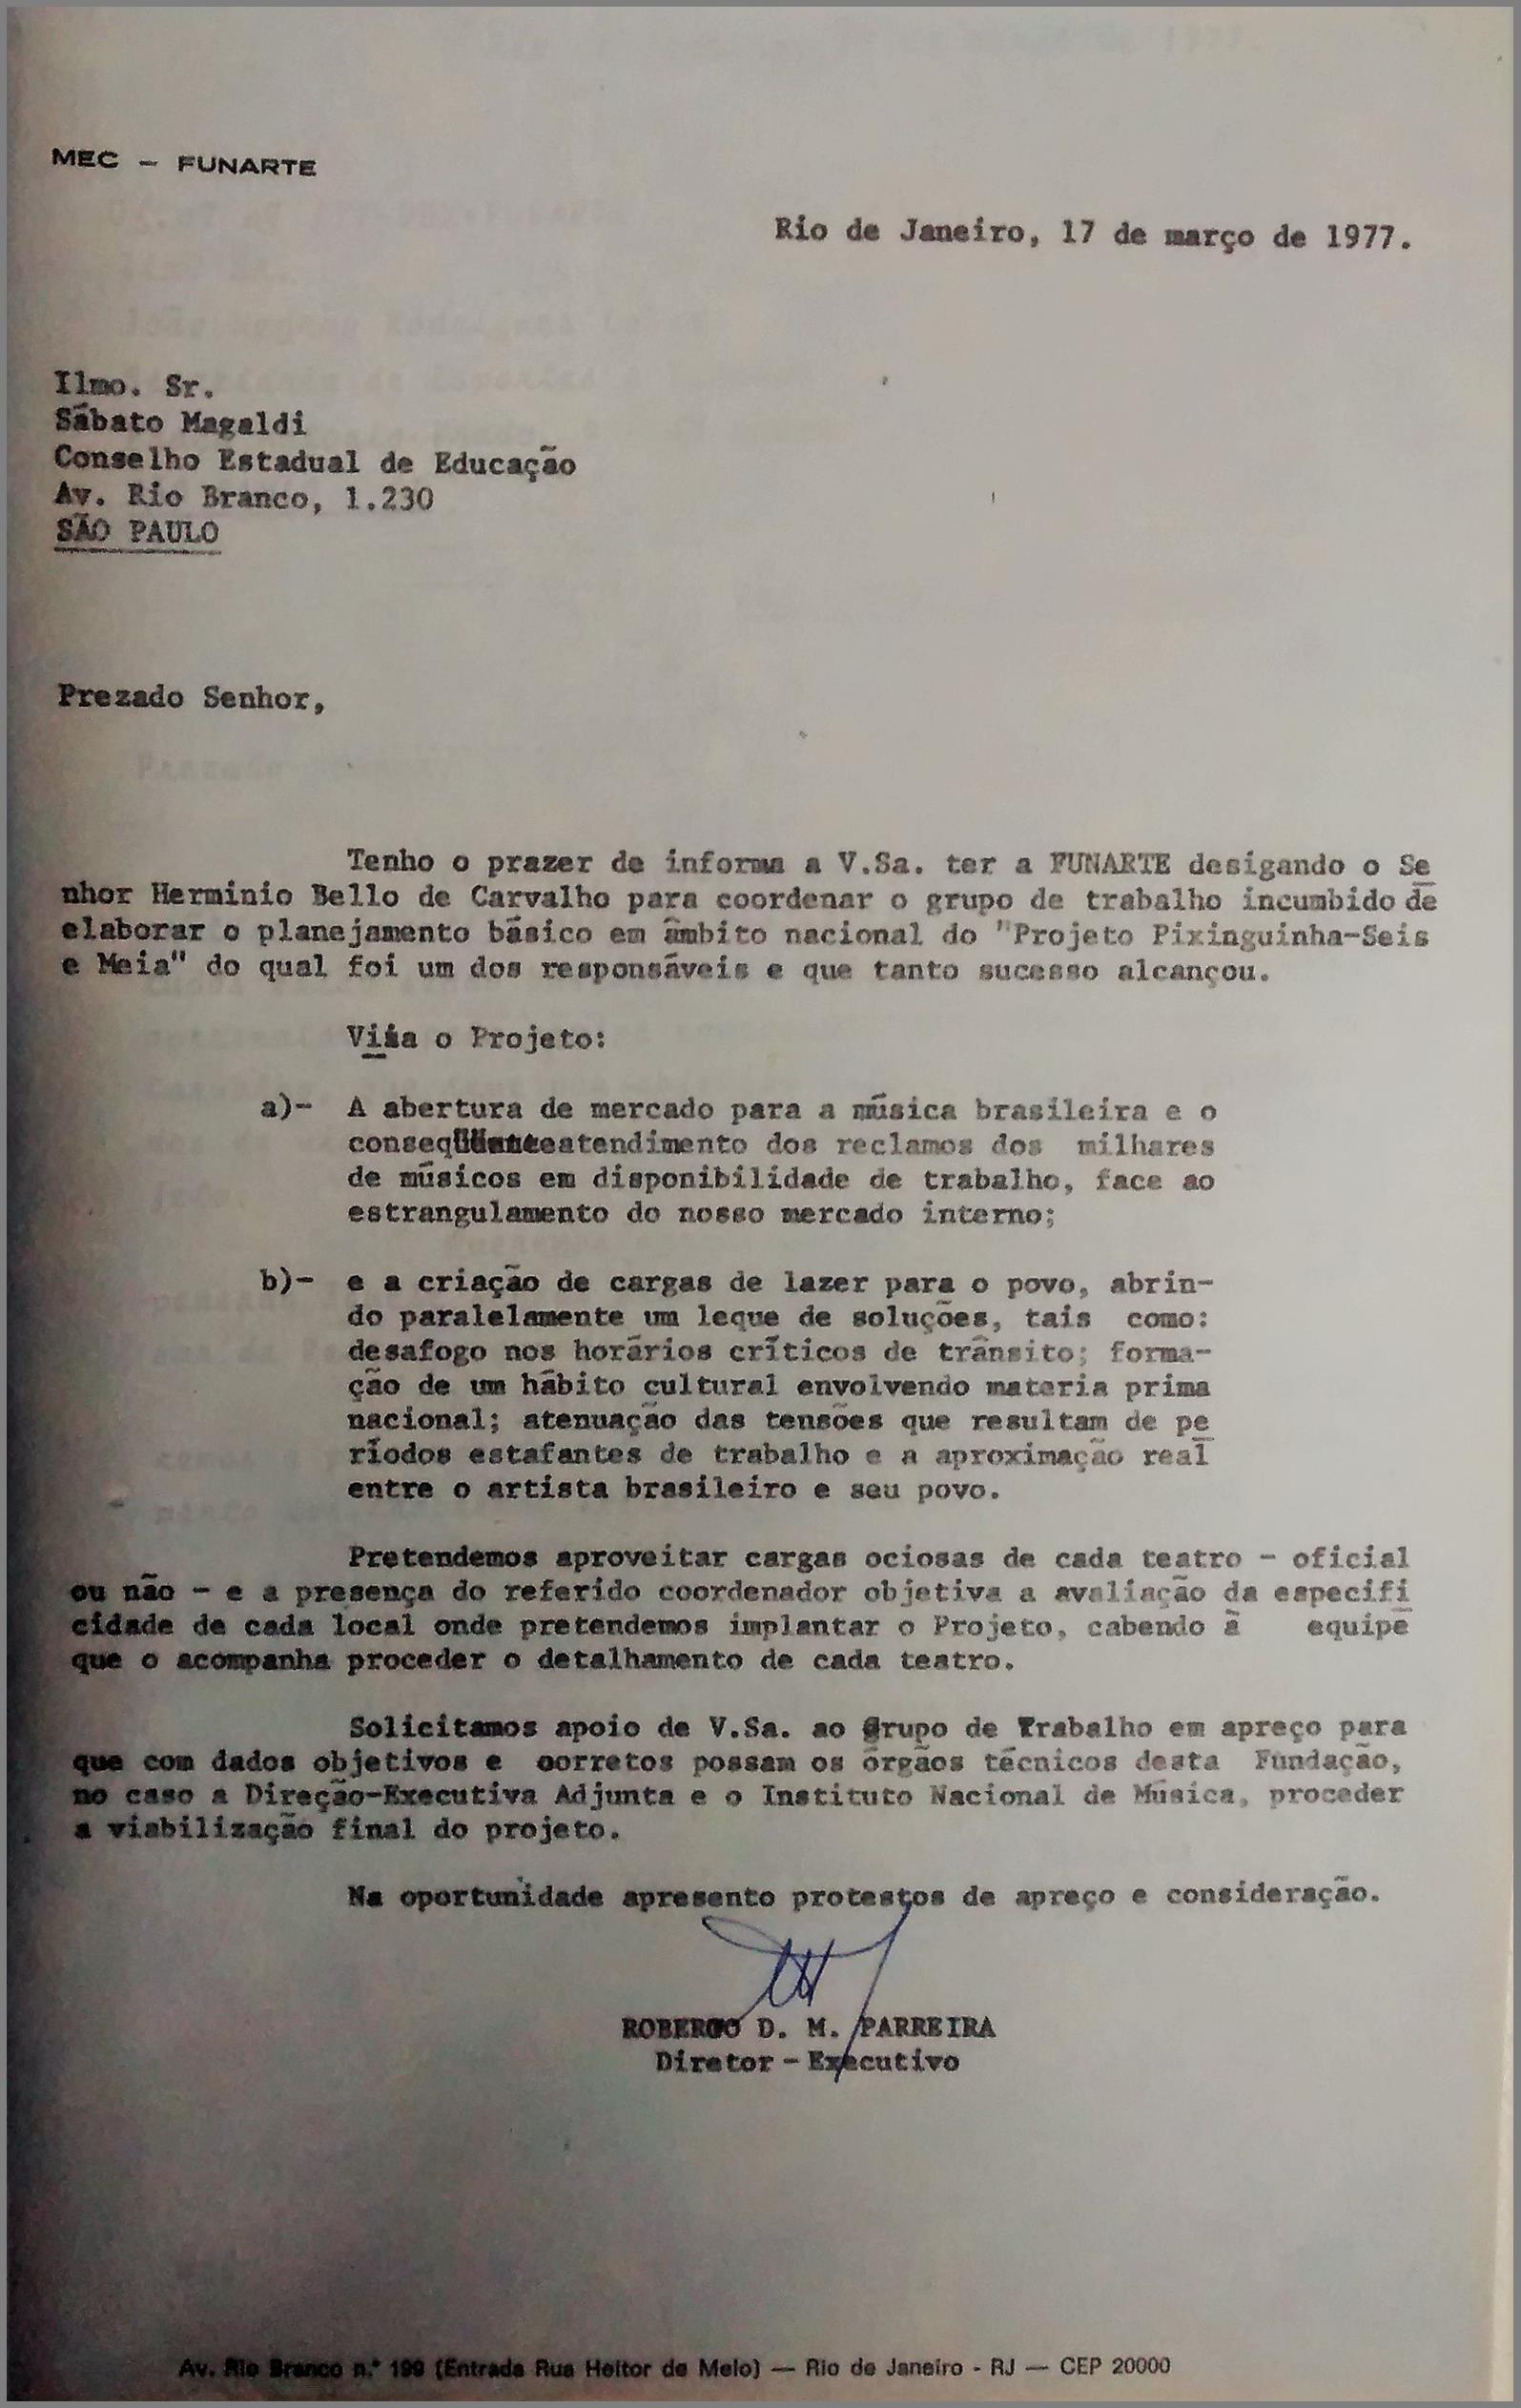 MEC - FUNARTE
Rio de Janeiro, 17 de março de 1977.
Ilmo. Sr.
Sábato Magaldi
Conselho Estadual de Educação
Av. Rio Branco, 1.230
SÃO PAULO
Prezado Senhor,
Tenho o prazer de informa a V.Sa. ter a FUNARTE desigando o Se
nhor Herminio Bello de Carvalho para coordenar o grupo de trabalho incumbido de
elaborar o planejamento básico em âmbito nacional do "Projeto Pixinguinha-Seis
e Meia" do qual foi um dos responsáveis e que tanto sucesso alcançou.
o Projeto:
a)- A abertura de mercado para a música brasileira e o
conseqüente atendimento dos reclamos dos milhares
de músicos em disponibilidade de trabalho, face ao
estrangulamento do nosso mercado interno;
b)- e a criação de cargas de lazer para o povo, abrin-
do paralelamente um leque de soluções, tais como:
desafogo nos horários críticos de trânsito; forma-
ção de um hábito cultural envolvendo materia prima
nacional; atenuação das tensões que resultam de pe
ríodos estafantes de trabalho e a aproximação real
entre o artista brasileiro e seu povo.
Pretendemos aproveitar cargas ociosas de cada teatro - oficial
ou não - e a presença do referido coordenador objetiva a avaliação da especifi
cidade de cada local onde pretendemos implantar o Projeto, cabendo à equipe
que o acompanha proceder o detalhamento de cada teatro.
Solicitamos apoio de V.Sa. ao Grupo de Trabalho em apreço para
que com dados objetivos e corretos possam os órgãos técnicos desta Fundação,
no caso a Direção-Executiva Adjunta e o Instituto Nacional de Música, proceder
a viabilização final do projeto.
Na oportunidade apresento protestos de apreço e consideração.
ROBERTO D. M. PARREIRA
Diretor-Executivo
Av. Rio Branco n.º 199 (Entrada Rua Heitor de Melo) — Rio de Janeiro - RJ — CEP 20000